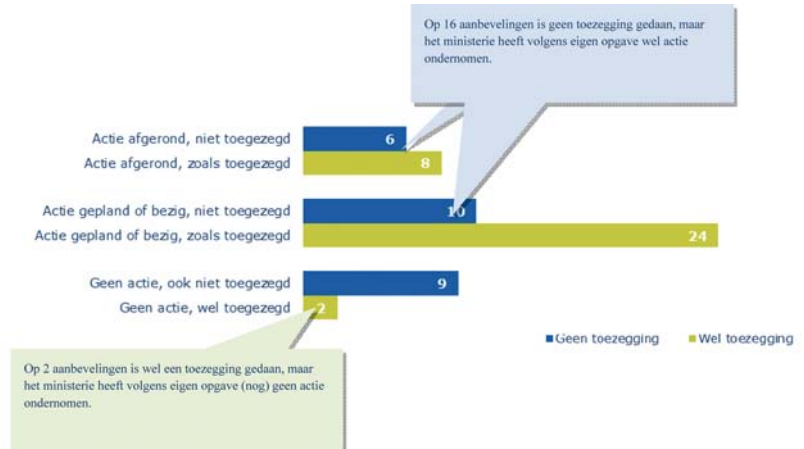 Op 16 aanbevelingen is geen toezegging gedaan, maar
het ministerie heeft volgens eigen opgave wel actie
ondernomen.
Actie afgerond, niet toegezegd
6
Actie afgerond, zoals toegezegd
8
Actie gepland of bezig, niet toegezegd
10
Actie gepland of bezig, zoals toegezegd
24
Geen actie, ook niet toegezegd
9
Geen actie, wel toegezegd
2
Geen toezegging
Wel toezegging
Op 2 aanbevelingen is wel een toezegging gedaan, maar
het ministerie heeft volgens eigen opgave (nog) geen actie
ondernomen.